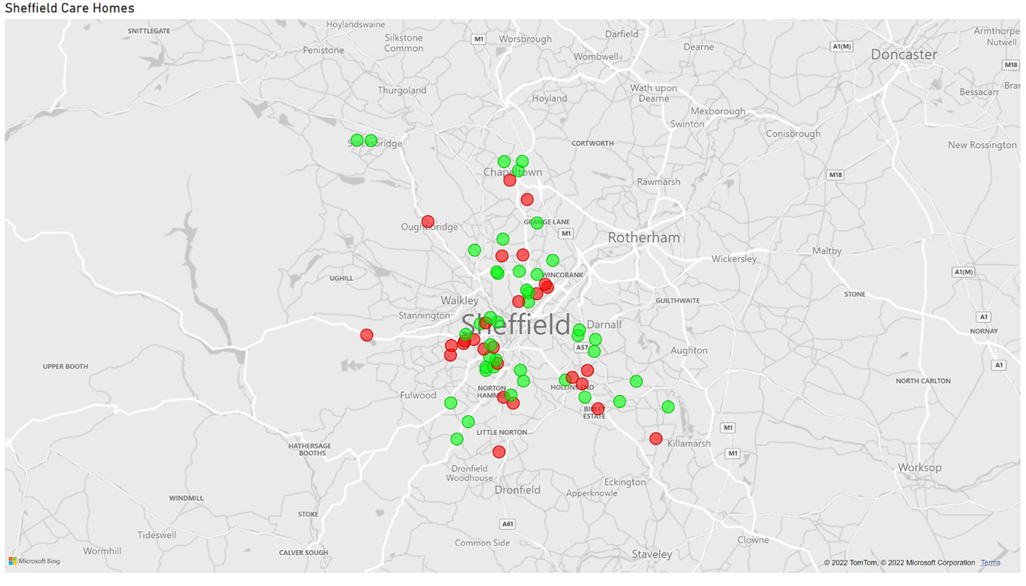 Sheffield Care Homes
SNITTLEGATE
Hoylandswaine
Penistone
Silkstone
Common
M1
Worsbrough
Darfield
Wombwell
Dearne
A1(M)
Doncaster
Armthorpe
Nutwell
M18
Bessacarr
Thurgoland
Hoyland
Wath upon
Dearne
Mexborough
Swinton
Conisbrough
New Rossington
CORTWORTH
Chapeltown
Rawmarsh
M18
Oughtibridge
GRANGE LANE
M1
Rotherham
Wickersley
Maltby
A1(M)
UGHILL
WINCOBANK
Walkley
GUILTHWAITE
STONE
Stannington
Sheffield
Darnall
A1
NORNAY
A57
Aughton
A1
UPPER BOOTH
Fulwood
NORTON
NORTH CARLTON
LITTLE NORTON
M1
Killamarsh
M1
HATHERSAGE
BOOTHS
Dronfield
Woodhouse
Worksop
Eckington
Dronfield
Apperknowle
WINDMILL
STOKE
A61
Tideswell
Common Side
Clowne
Wormhill
CALVER SOUGH
Staveley
Microsoft Bing
© 2022 TomTom, © 2022 Microsoft Corporation Terms